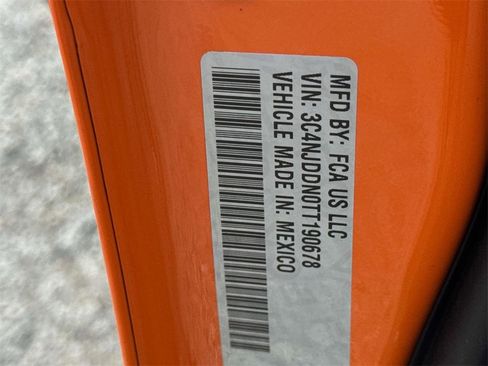 MFD BY: FCA US LLC
VIN: 3C4NJDDN0TT190678
VEHICLE MADE IN: MEXICO